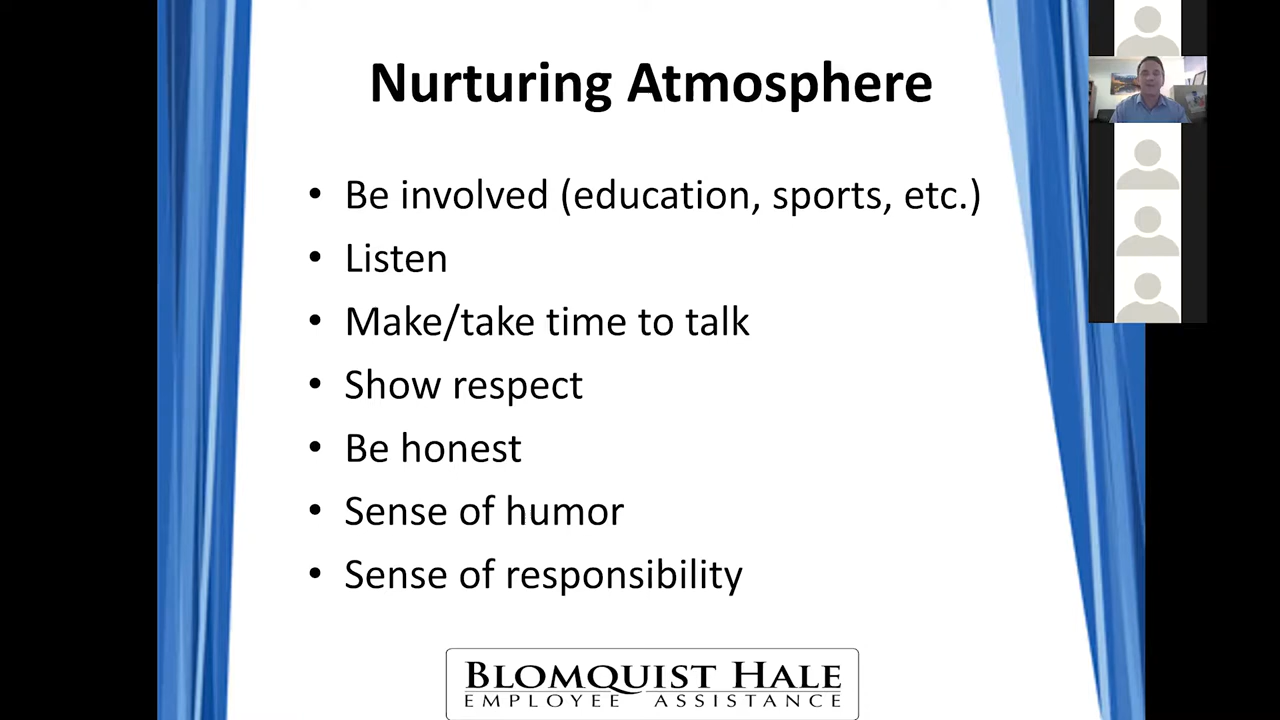 Nurturing Atmosphere
• Be involved (education, sports, etc.)
• Listen
• Make/take time to talk
• Show respect
• Be honest
• Sense of humor
• Sense of responsibility
BLOMQUIST HALE
EMPLOYEE ASSISTANCE